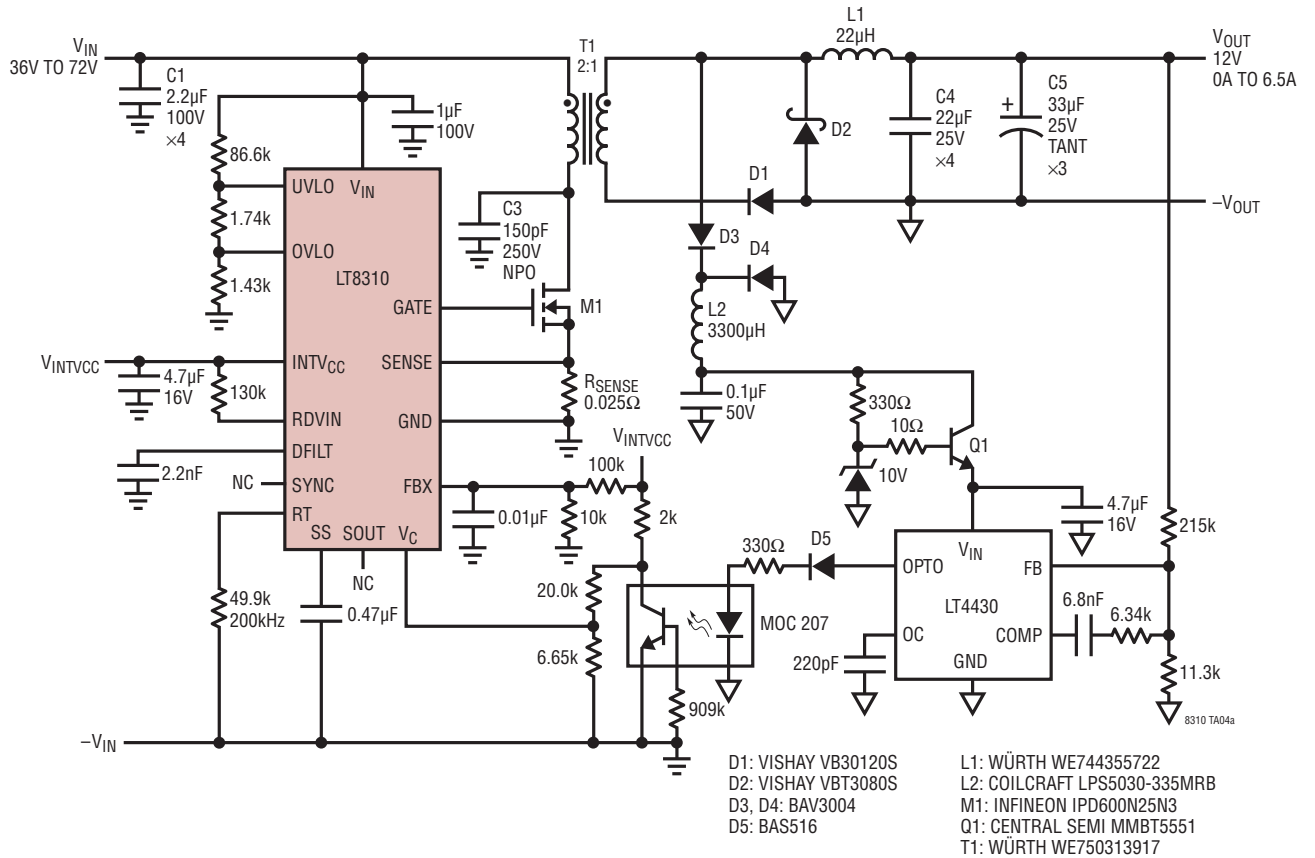 VIN
36V TO 72V
C1
2.2µF
100V
×4
1µF
100V
T1
2:1
L1
22µH
VOUT
12V
0A TO 6.5A
C4
22µF
25V
×4
C5
33µF
25V
TANT
×3
D2
D1
–VOUT
86.6k
1.74k
1.43k
UVLO
VIN
OVLO
LT8310
GATE
C3
150pF
250V
NPO
M1
D3
D4
L2
3300µH
VINTVCC
4.7µF
16V
130k
INTVCC
SENSE
RDVIN
GND
RSENSE
0.025Ω
0.1µF
50V
330Ω
10Ω
Q1
10V
DFILT
2.2nF
NC
SYNC
FBX
RT
SS
SOUT
VC
NC
VINTVCC
100k
0.01µF
10k
2k
4.7µF
16V
215k
49.9k
200kHz
0.47µF
20.0k
6.65k
330Ω
D5
MOC 207
909k
OPTO
VIN
FB
LT4430
OC
COMP
GND
220pF
6.8nF
6.34k
11.3k
8310 TA04a
–VIN
D1: VISHAY VB30120S
D2: VISHAY VBT3080S
D3, D4: BAV3004
D5: BAS516
L1: WÜRTH WE744355722
L2: COILCRAFT LPS5030-335MRB
M1: INFINEON IPD600N25N3
Q1: CENTRAL SEMI MMBT5551
T1: WÜRTH WE750313917